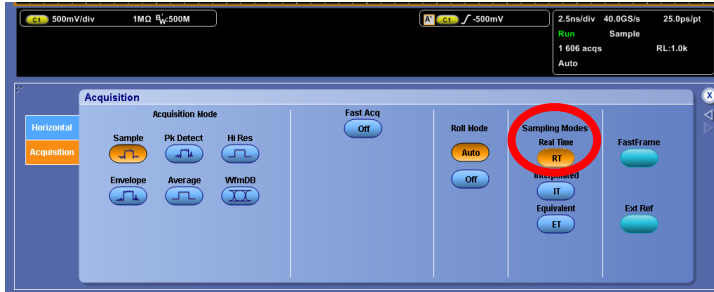 C1 500mV/div 1MΩ BW:500M
A' C1 -500mV
2.5ns/div 40.0GS/s 25.0ps/pt
Run Sample
1 606 acqs RL:1.0k
Auto
Acquisition
X
Horizontal
Acquisition
Acquisition Mode
Sample Pk Detect Hi Res
Envelope Average WfmDB
Fast Acq
Off
Roll Mode
Auto
Off
Sampling Modes
Real Time
RT
Interpolated
IT
Equivalent
ET
FastFrame
Ext Ref